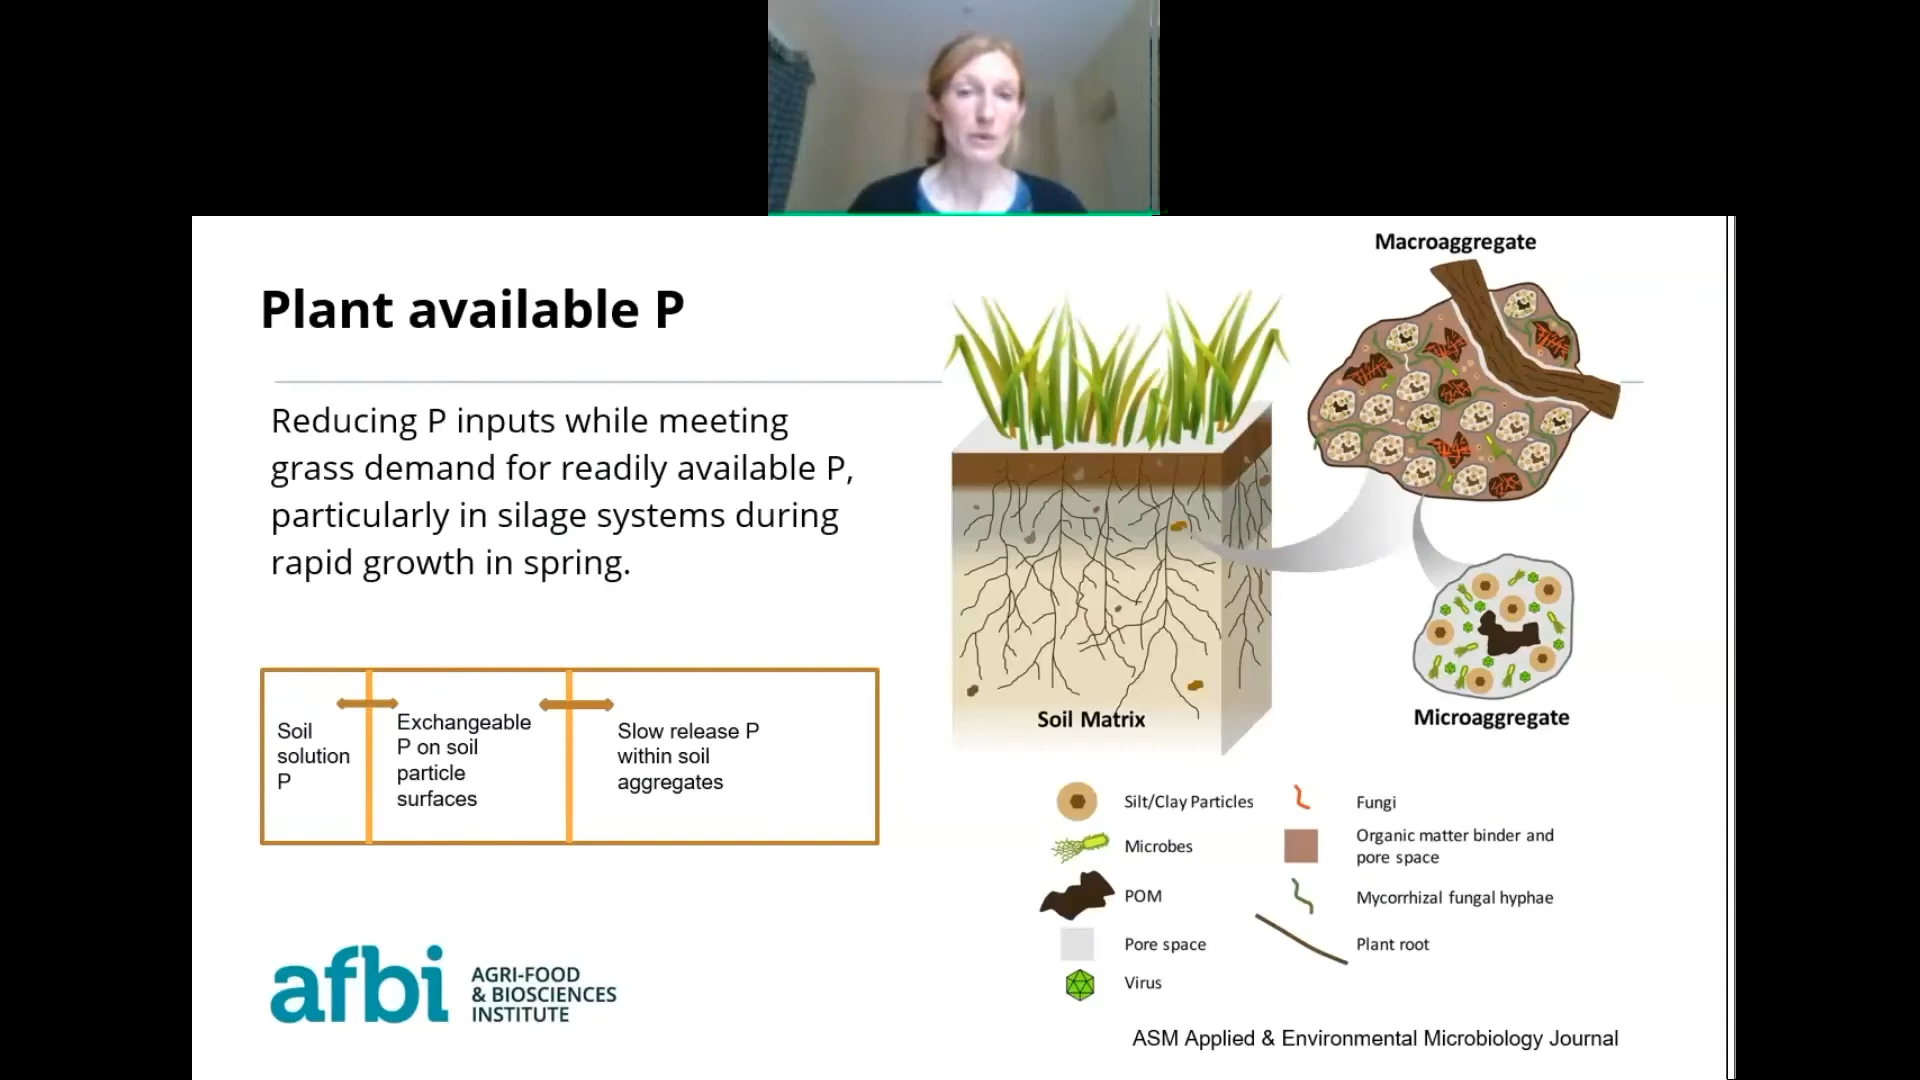 Plant available P
Reducing P inputs while meeting
grass demand for readily available P,
particularly in silage systems during
rapid growth in spring.
Soil
solution
P
Exchangeable
P on soil
particle
surfaces
Slow release P
within soil
aggregates
afbi
AGRI-FOOD
& BIOSCIENCES
INSTITUTE
Macroaggregate
Soil Matrix
Microaggregate
Silt/Clay Particles
Microbes
POM
Pore space
Virus
Fungi
Organic matter binder and
pore space
Mycorrhizal fungal hyphae
Plant root
ASM Applied & Environmental Microbiology Journal